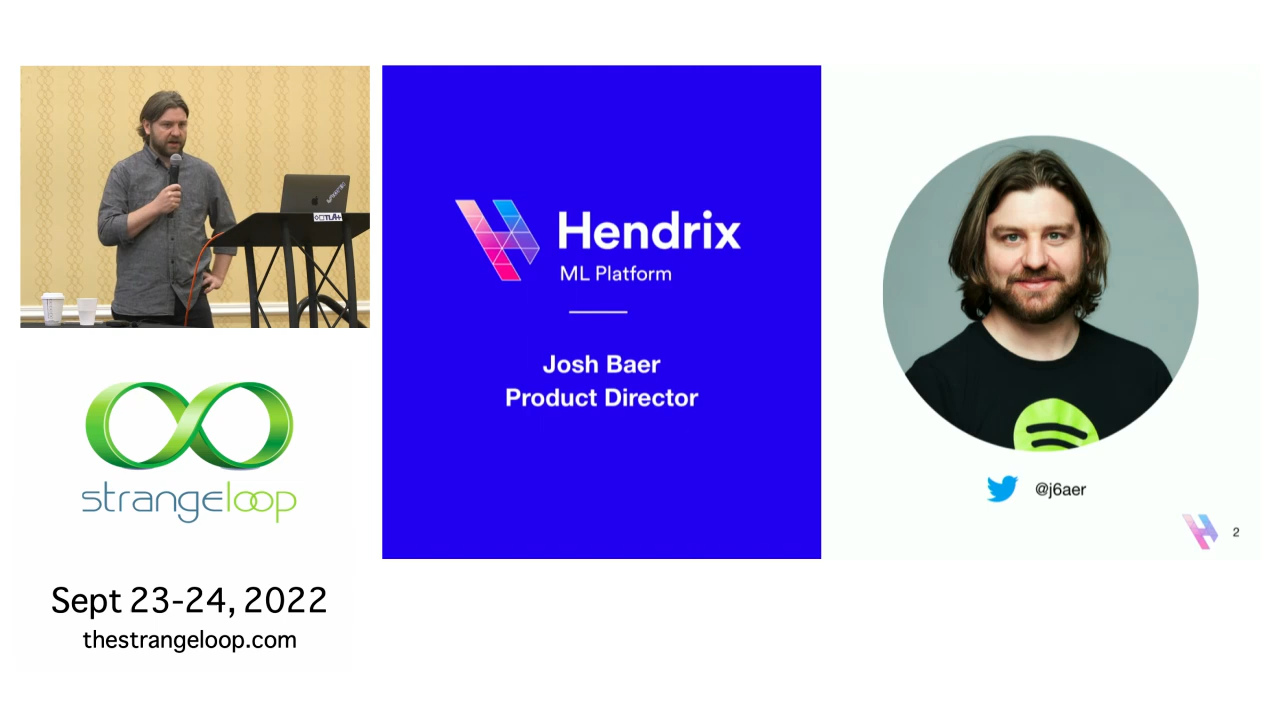 strangeloop
Sept 23-24, 2022
thestrangeloop.com
Hendrix
ML Platform
Josh Baer
Product Director
@j6aer
2